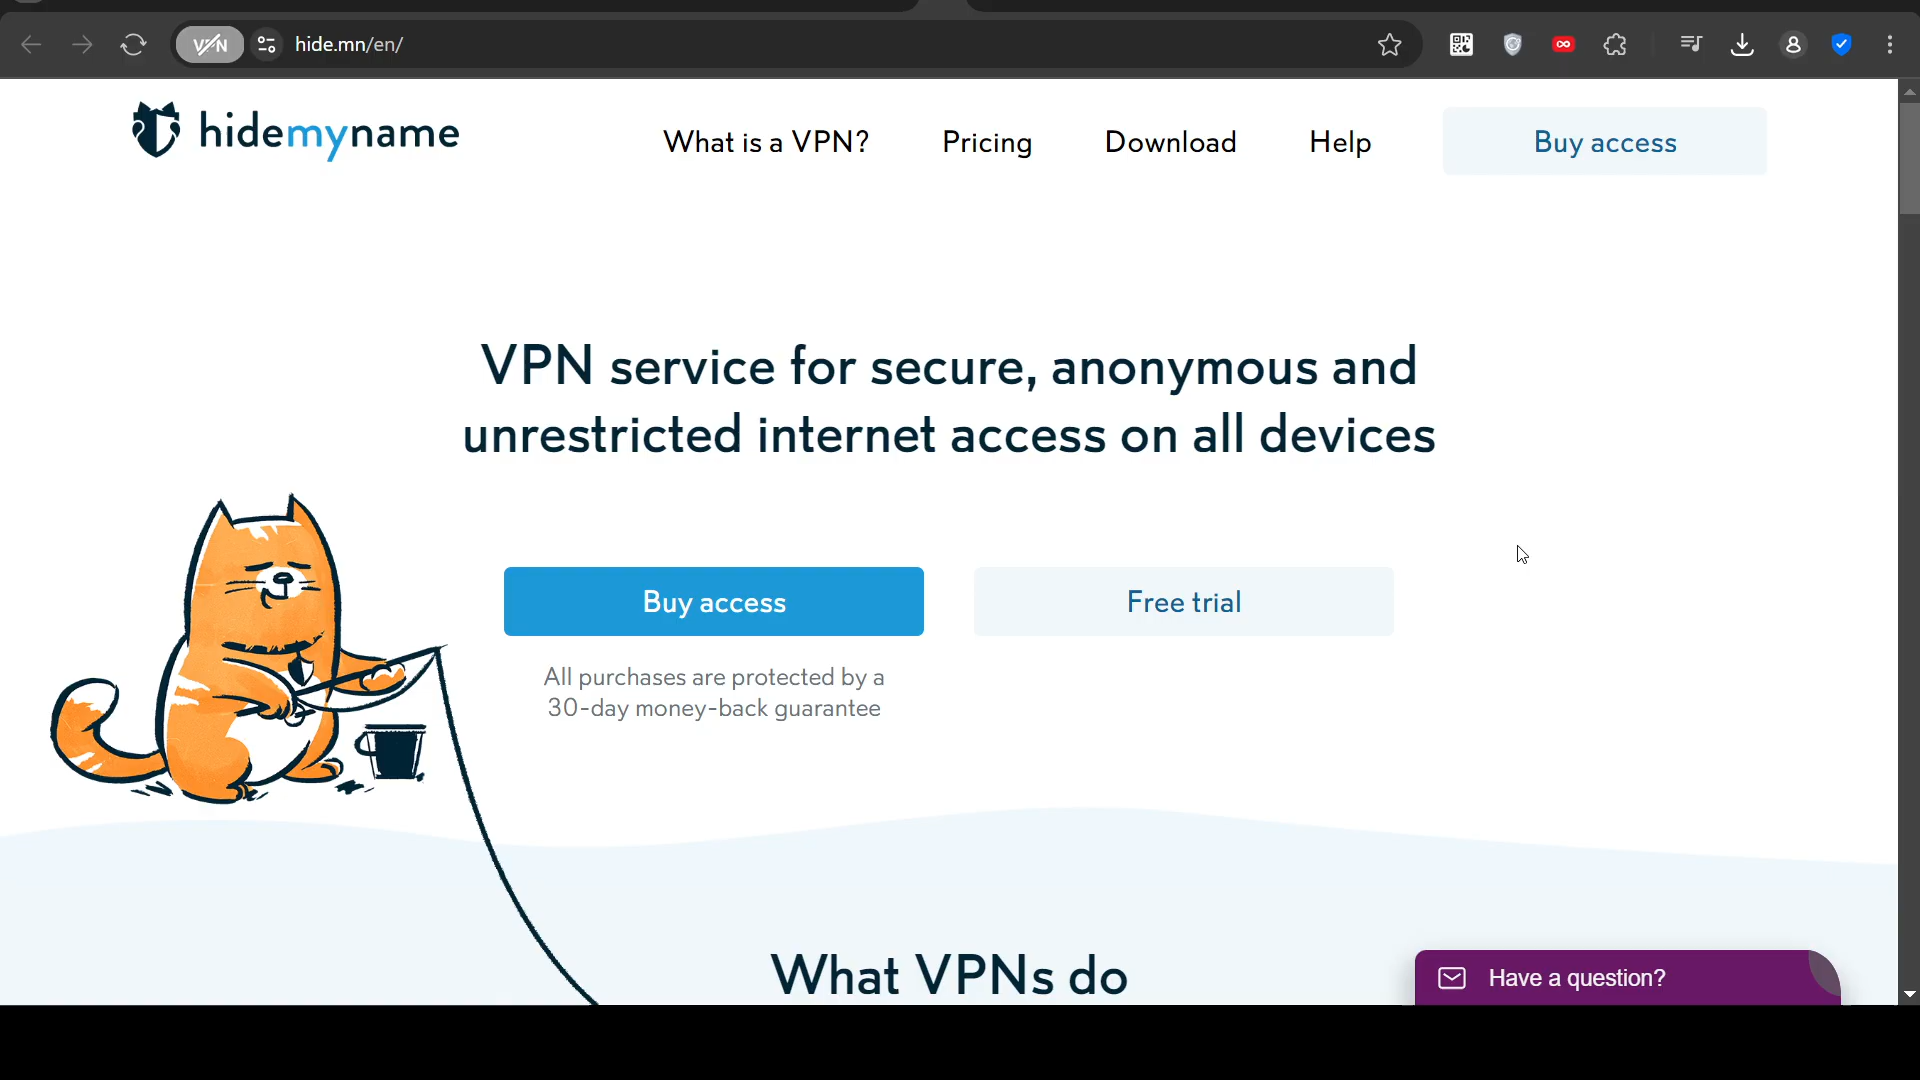 VPN
hide.mn/en/
hidemyname
What is a VPN?
Pricing
Download
Help
Buy access
VPN service for secure, anonymous and
unrestricted internet access on all devices
Buy access
Free trial
All purchases are protected by a
30-day money-back guarantee
What VPNs do
Have a question?